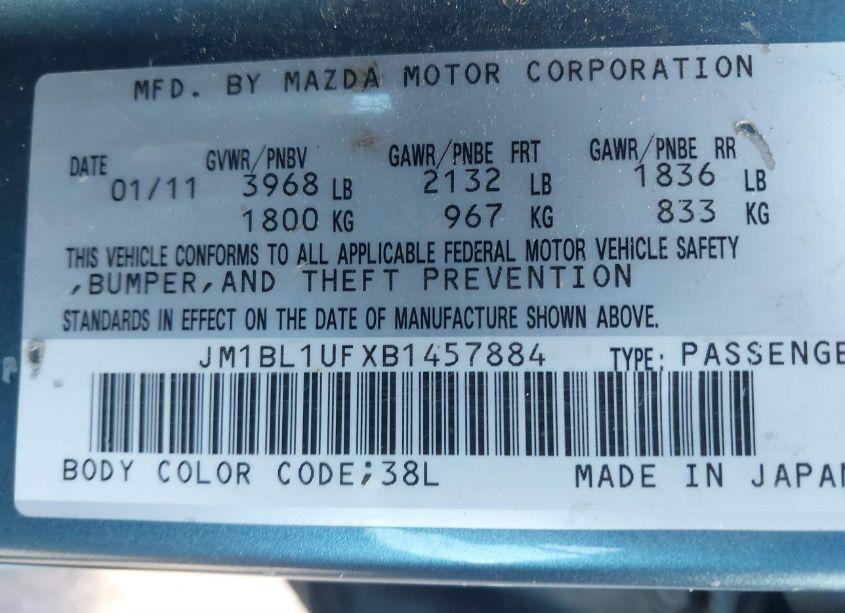 MFD. BY MAZDA MOTOR CORPORATION
DATE GVWR/PNBV GAWR/PNBE FRT GAWR/PNBE RR
01/11 3968 LB 2132 LB 1836 LB
1800 KG 967 KG 833 KG
THIS VEHICLE CONFORMS TO ALL APPLICABLE FEDERAL MOTOR VEHICLE SAFETY
,BUMPER,AND THEFT PREVENTION
STANDARDS IN EFFECT ON THE DATE OF MANUFACTURE SHOWN ABOVE.
JM1BL1UFXB1457884 TYPE: PASSENGE
BODY COLOR CODE;38L MADE IN JAPAN